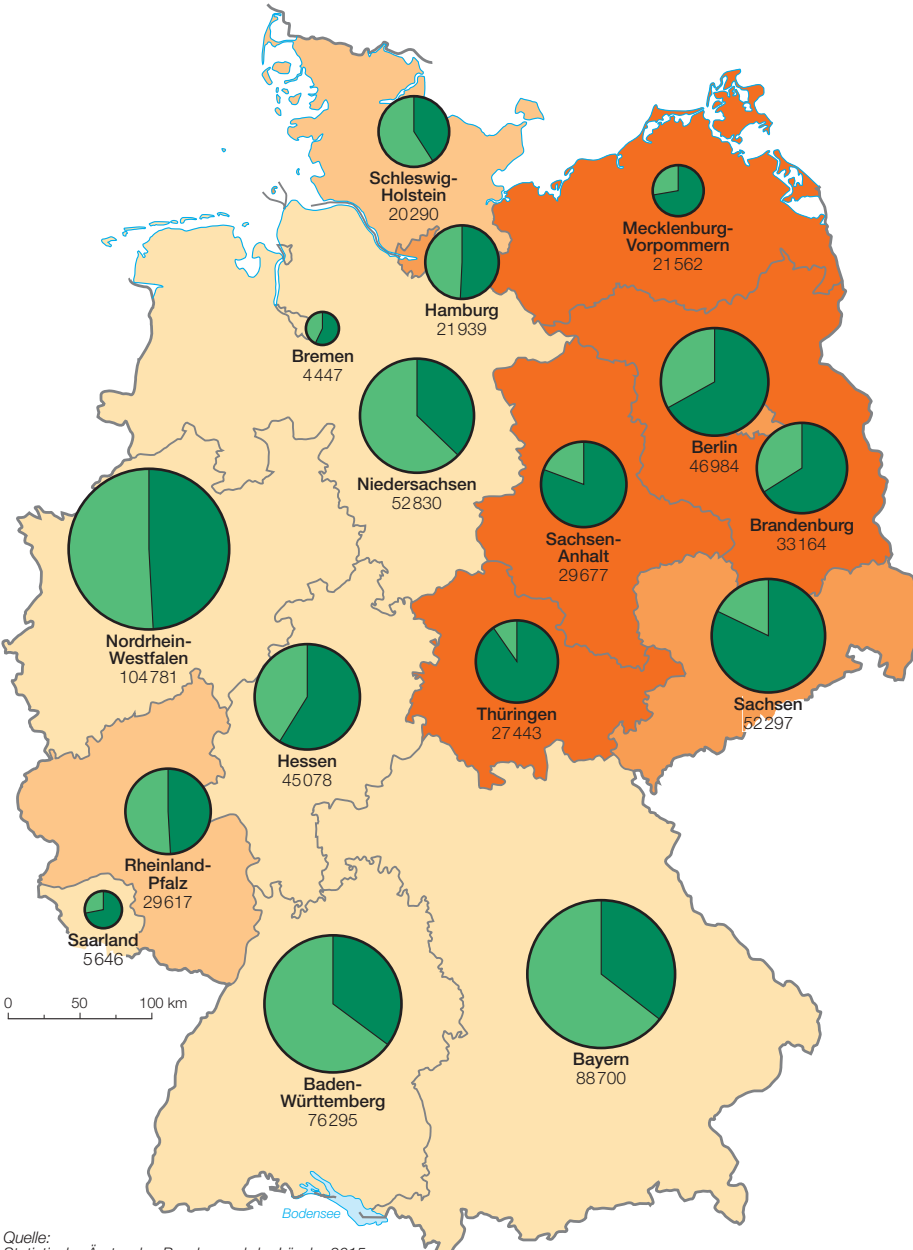 Schleswig-
Holstein
20290
Mecklenburg-
Vorpommern
21562
Hamburg
21939
Bremen
4447
Niedersachsen
52830
Berlin
46984
Brandenburg
33164
Sachsen-
Anhalt
29677
Nordrhein-
Westfalen
104781
Thüringen
27443
Sachsen
52297
Hessen
45078
Rheinland-
Pfalz
29617
Saarland
5646
0 50 100 km
Baden-
Württemberg
76295
Bayern
88700
Bodensee
Quelle: